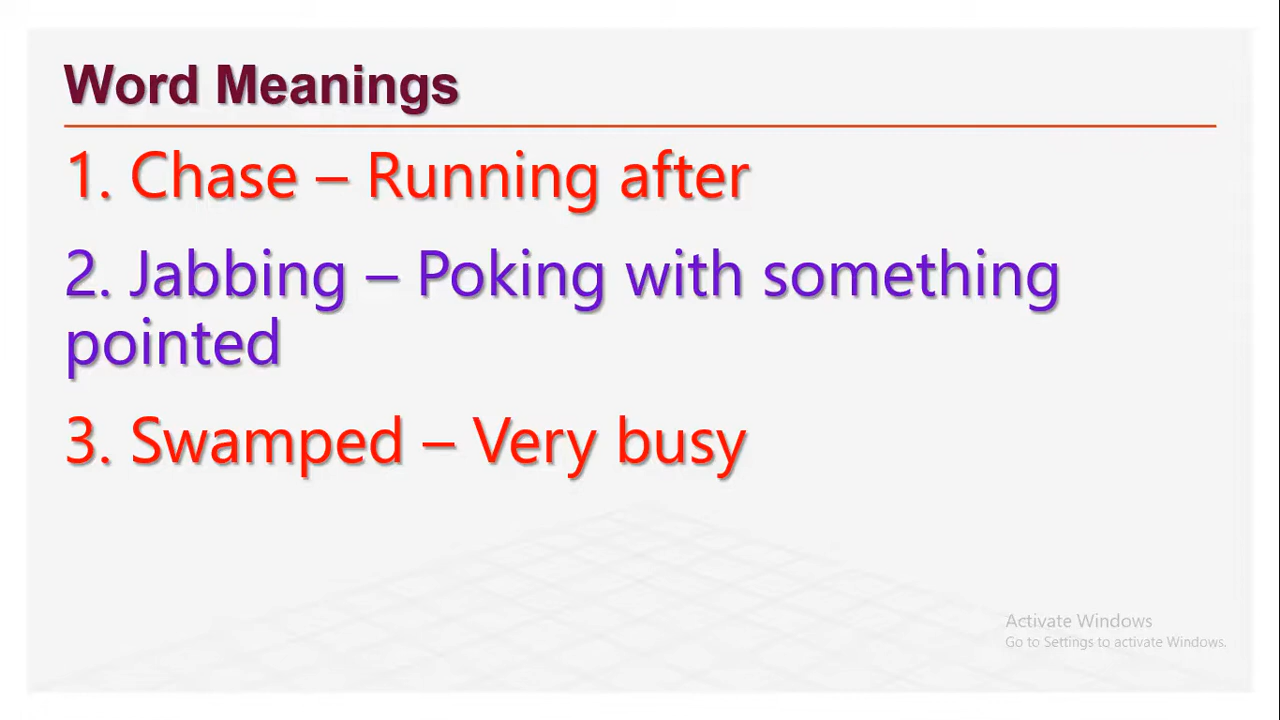 Word Meanings
1. Chase – Running after
2. Jabbing – Poking with something
pointed
3. Swamped – Very busy
Activate Windows
Go to Settings to activate Windows.